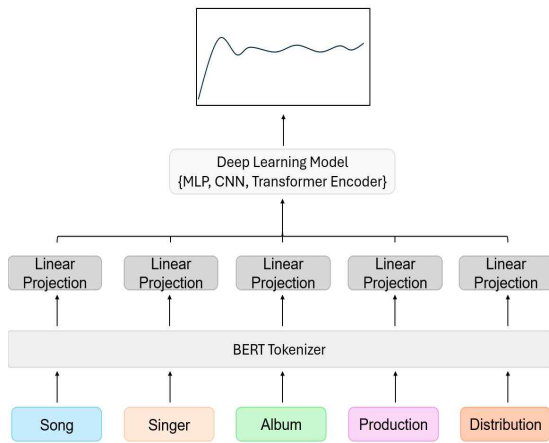 Deep Learning Model
{MLP, CNN, Transformer Encoder}
Linear Projection
Linear Projection
Linear Projection
Linear Projection
Linear Projection
BERT Tokenizer
Song
Singer
Album
Production
Distribution